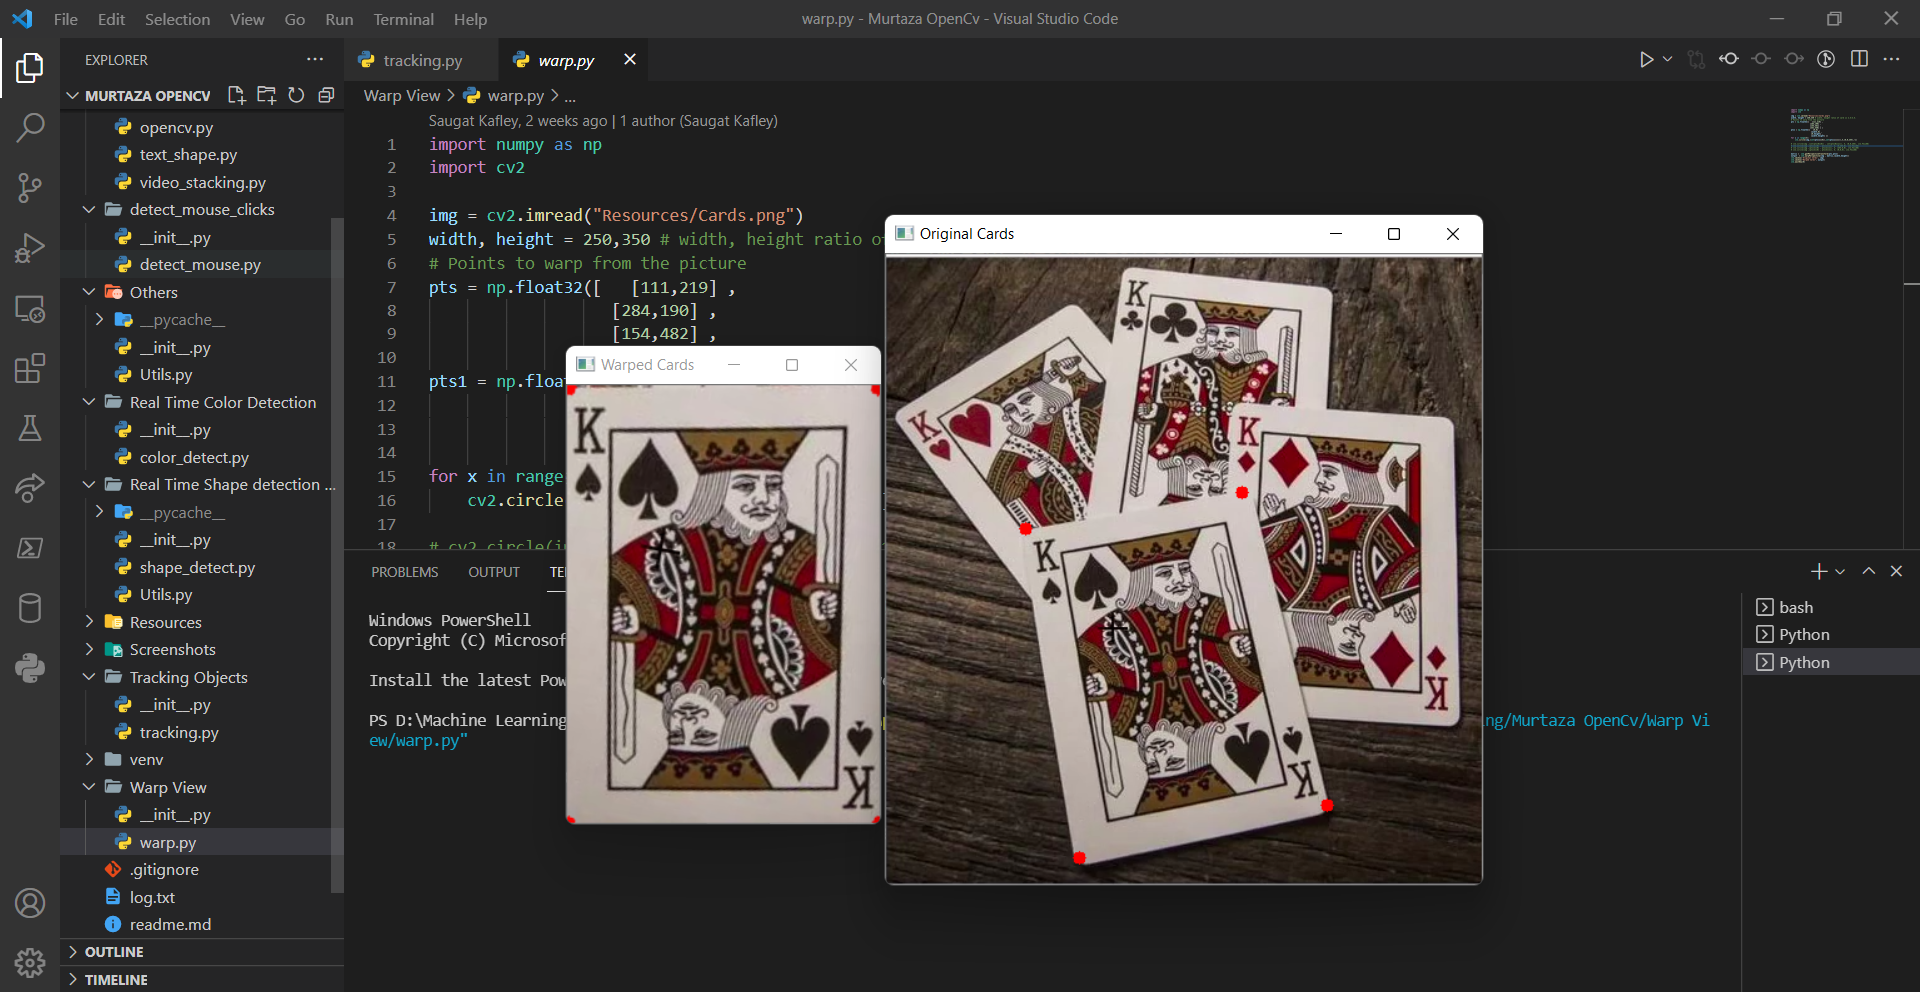 File Edit Selection View Go Run Terminal Help
warp.py - Murtaza OpenCv - Visual Studio Code
EXPLORER
MURTAZA OPENCV
opencv.py
text_shape.py
video_stacking.py
detect_mouse_clicks
__init__.py
detect_mouse.py
Others
__pycache__
__init__.py
Utils.py
Real Time Color Detection
__init__.py
color_detect.py
Real Time Shape detection ...
__pycache__
__init__.py
shape_detect.py
Utils.py
Resources
Screenshots
Tracking Objects
__init__.py
tracking.py
venv
Warp View
__init__.py
warp.py
.gitignore
log.txt
readme.md
OUTLINE
TIMELINE
tracking.py
warp.py
Warp View > warp.py > ...
Saugat Kafley, 2 weeks ago | 1 author (Saugat Kafley)
1 import numpy as np
2 import cv2
3
4 img = cv2.imread("Resources/Cards.png")
5 width, height = 250,350 # width, height ratio o
6 # Points to warp from the picture
7 pts = np.float32([ [111,219] ,
8 [284,190] ,
9 [154,482] ,
10
11 pts1 = np.floa
12
13
14
15 for x in range
16 cv2.circle
17
18 # cv2.circle(i
Warped Cards
K
K
Original Cards
K
K
K
K
K
K
PROBLEMS OUTPUT TE
Windows PowerShell
Copyright (C) Microsof
Install the latest Pow
PS D:\Machine Learning
ng/Murtaza OpenCv/Warp Vi
ew/warp.py"
bash
Python
Python